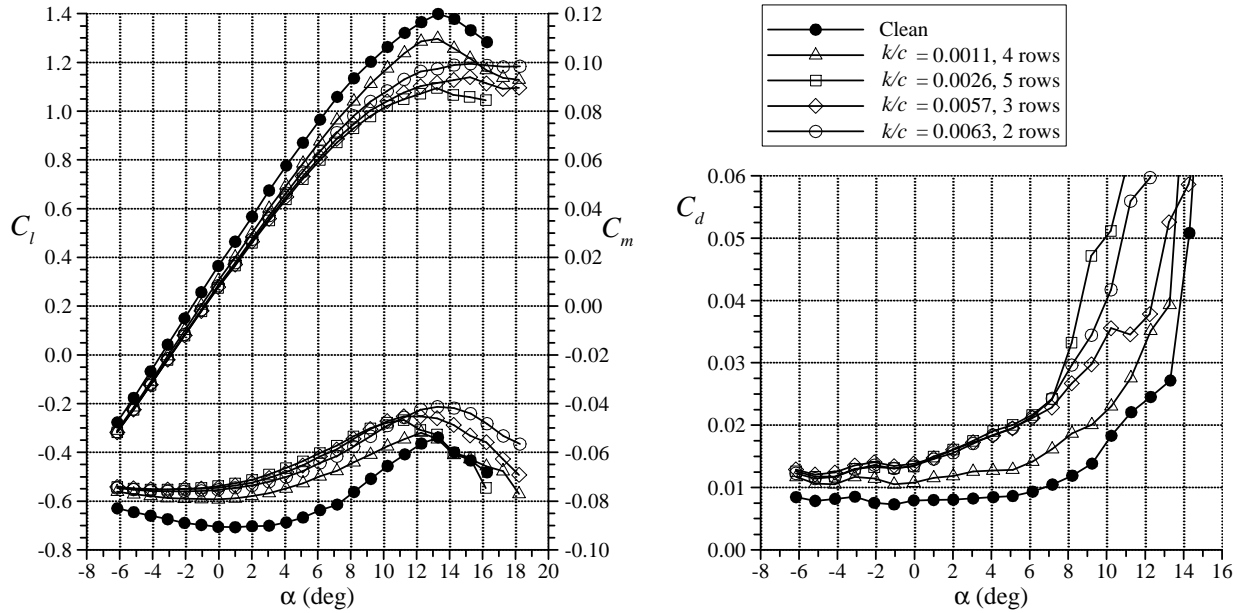 1.4
1.2
1.0
0.8
0.6
0.4
0.2
0.0
-0.2
-0.4
-0.6
-0.8
C_l
0.12
0.10
0.08
0.06
0.04
0.02
0.00
-0.02
-0.04
-0.06
-0.08
-0.10
C_m
-8 -6 -4 -2 0 2 4 6 8 10 12 14 16 18 20
α (deg)
Clean
k/c = 0.0011, 4 rows
k/c = 0.0026, 5 rows
k/c = 0.0057, 3 rows
k/c = 0.0063, 2 rows
0.06
0.05
0.04
0.03
0.02
0.01
0.00
C_d
-8 -6 -4 -2 0 2 4 6 8 10 12 14 16
α (deg)